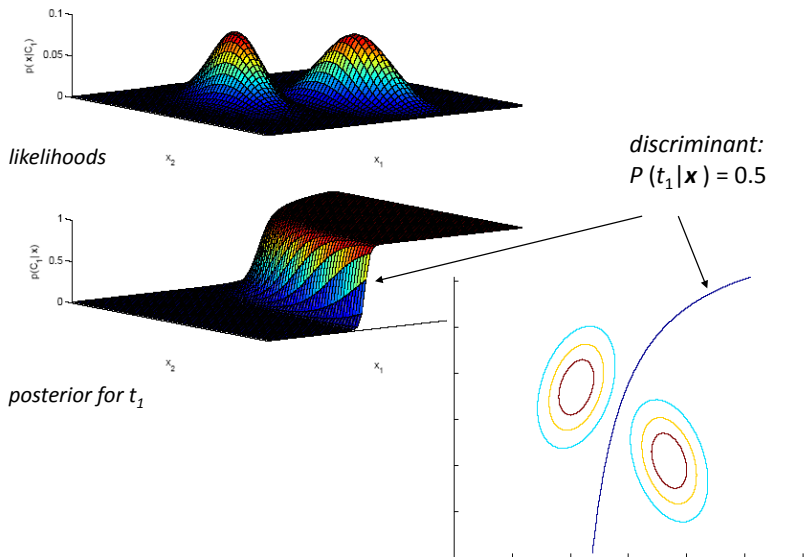 0.1
0.05
0
p( x|C₁)
x₂
x₁
likelihoods
discriminant:
P (t₁|x ) = 0.5
1
0.5
0
p(C₁| x)
x₂
x₁
posterior for t₁